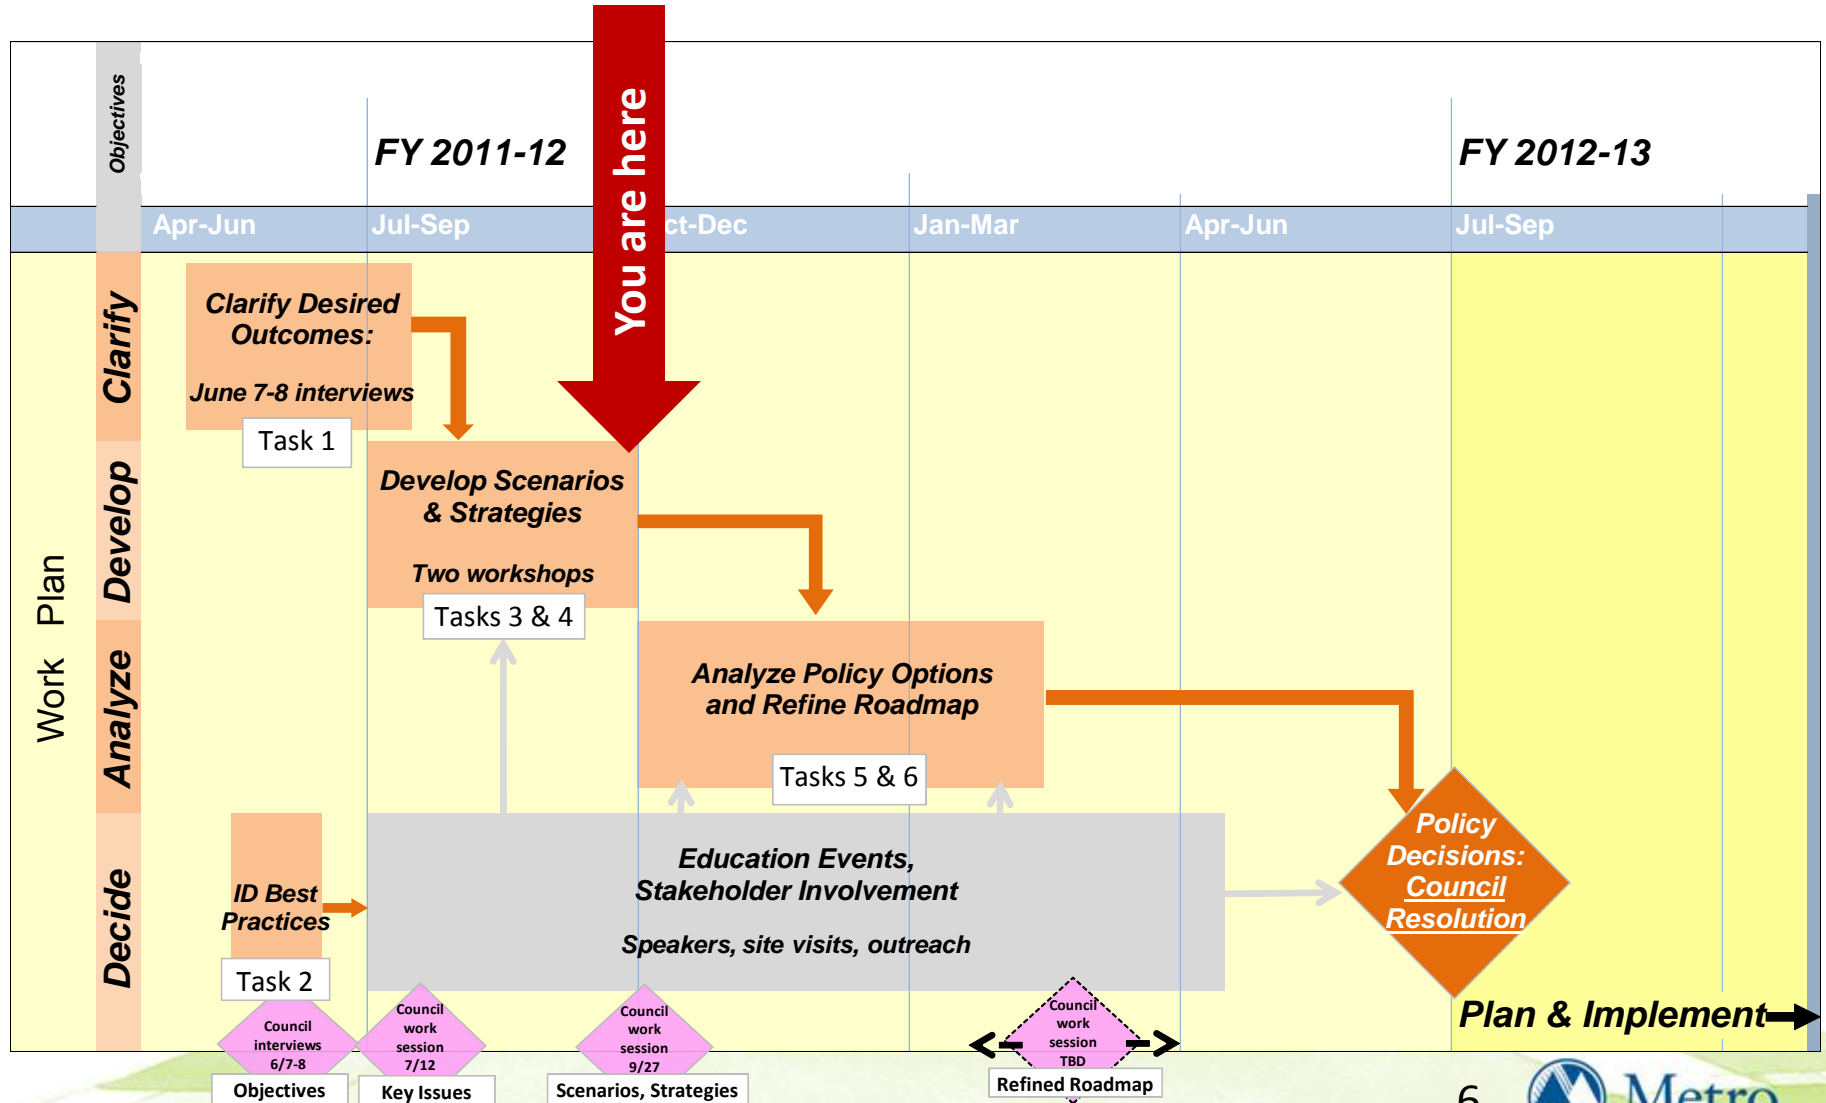 Objectives
FY 2011-12
FY 2012-13
You are here
Apr-Jun
Jul-Sep
ct-Dec
Jan-Mar
Apr-Jun
Jul-Sep
Work Plan
Clarify
Clarify Desired
Outcomes:
June 7-8 interviews
Task 1
Develop
Develop Scenarios
& Strategies
Two workshops
Tasks 3 & 4
Analyze
Analyze Policy Options
and Refine Roadmap
Tasks 5 & 6
Decide
ID Best
Practices
Task 2
Education Events,
Stakeholder Involvement
Speakers, site visits, outreach
Policy
Decisions:
Council
Resolution
Plan & Implement
Council
interviews
6/7-8
Objectives
Council
work
session
7/12
Key Issues
Council
work
session
9/27
Scenarios, Strategies
Council
work
session
TBD
Refined Roadmap
6
Metro